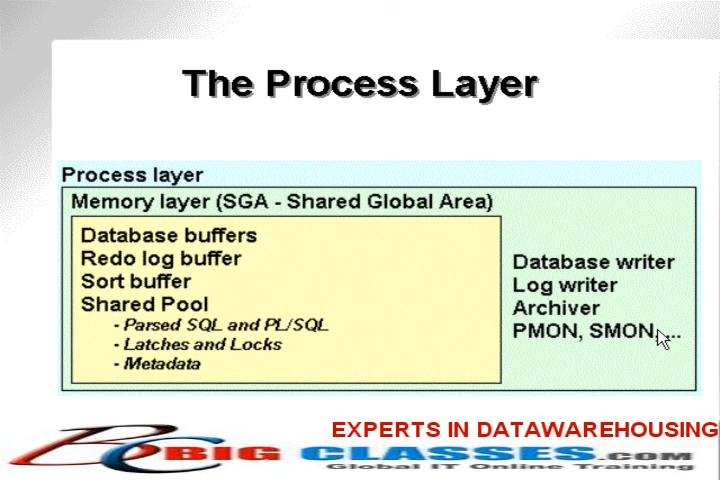 The Process Layer
Process layer
Memory layer (SGA - Shared Global Area)
Database buffers
Redo log buffer
Sort buffer
Shared Pool
- Parsed SQL and PL/SQL
- Latches and Locks
- Metadata
Database writer
Log writer
Archiver
PMON, SMON, ...
EXPERTS IN DATAWAREHOUSING
BIG CLASSES.COM
Global IT Online Training